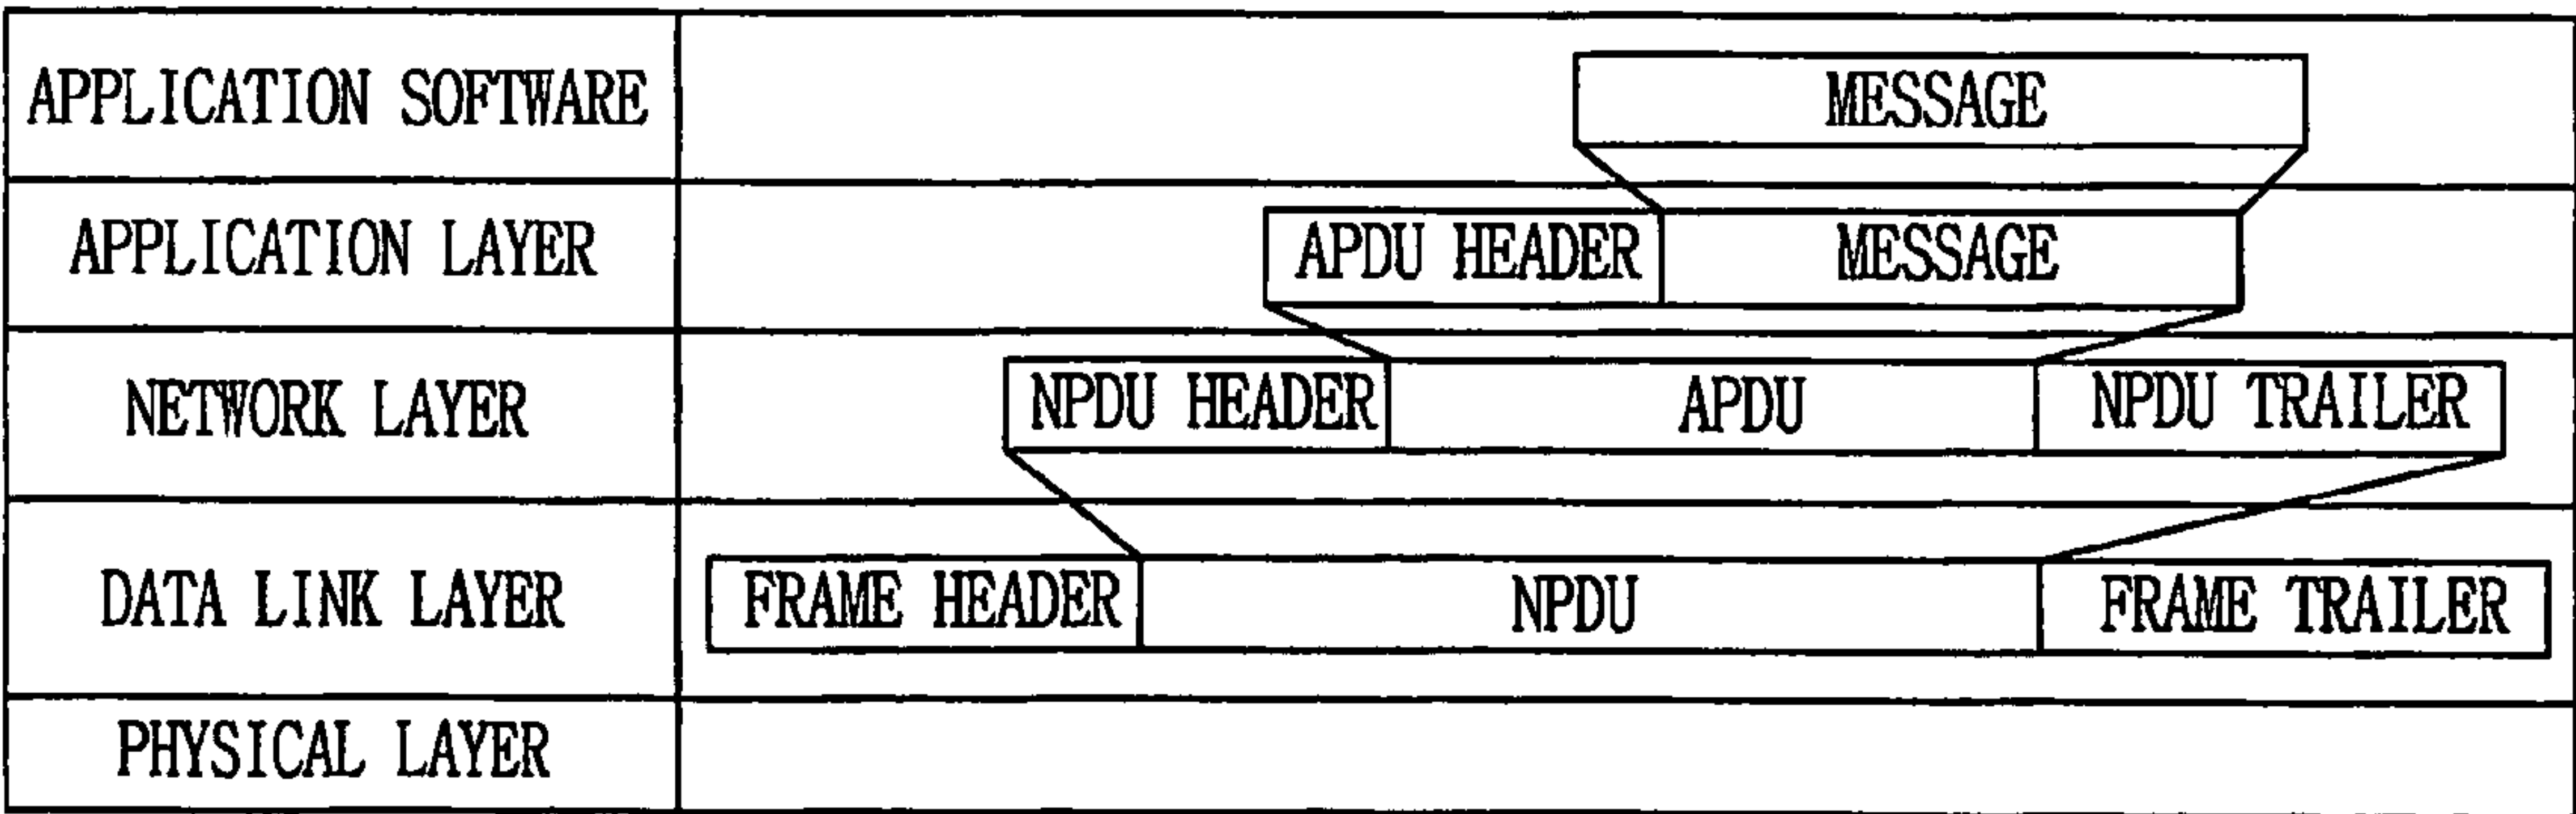 APPLICATION SOFTWARE
MESSAGE
APPLICATION LAYER
APDU HEADER
MESSAGE
NETWORK LAYER
NPDU HEADER
APDU
NPDU TRAILER
DATA LINK LAYER
FRAME HEADER
NPDU
FRAME TRAILER
PHYSICAL LAYER